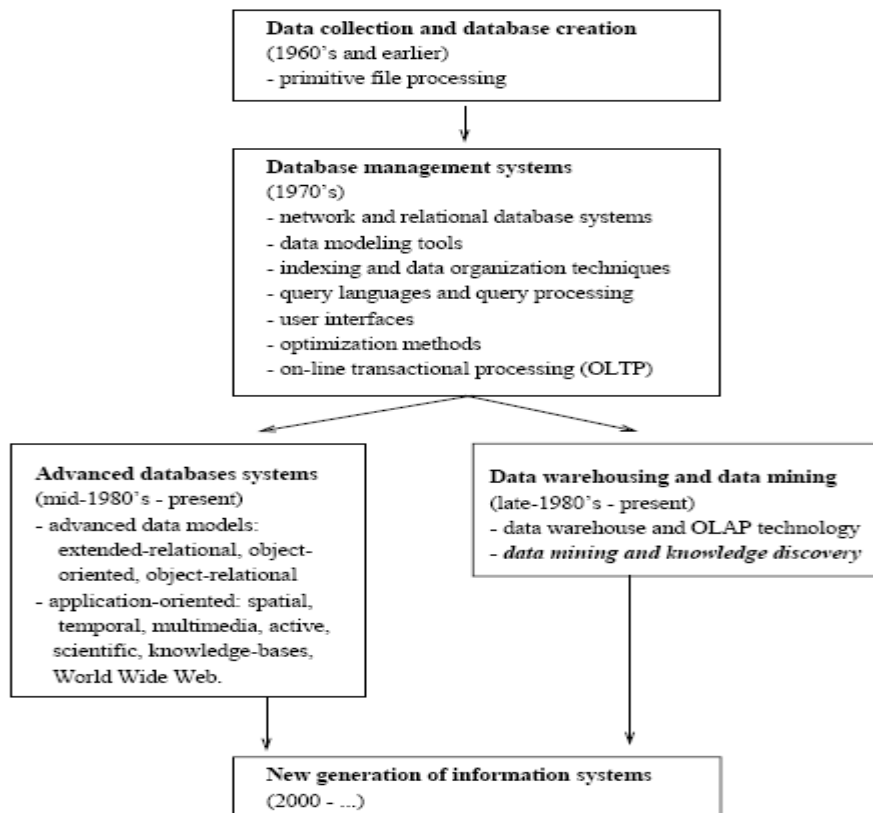 Data collection and database creation
(1960's and earlier)
- primitive file processing
Database management systems
(1970's)
- network and relational database systems
- data modeling tools
- indexing and data organization techniques
- query languages and query processing
- user interfaces
- optimization methods
- on-line transactional processing (OLTP)
Advanced databases systems
(mid-1980's - present)
- advanced data models:
extended-relational, object-
oriented, object-relational
- application-oriented: spatial,
temporal, multimedia, active,
scientific, knowledge-bases,
World Wide Web.
Data warehousing and data mining
(late-1980's - present)
- data warehouse and OLAP technology
- data mining and knowledge discovery
New generation of information systems
(2000 - ...)